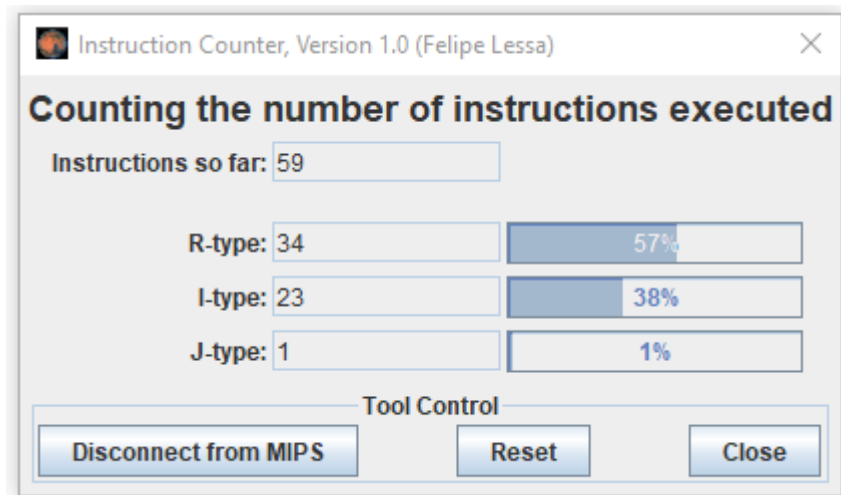 Instruction Counter, Version 1.0 (Felipe Lessa)
Counting the number of instructions executed
Instructions so far: 59
R-type: 34 57%
I-type: 23 38%
J-type: 1 1%
Tool Control
Disconnect from MIPS Reset Close